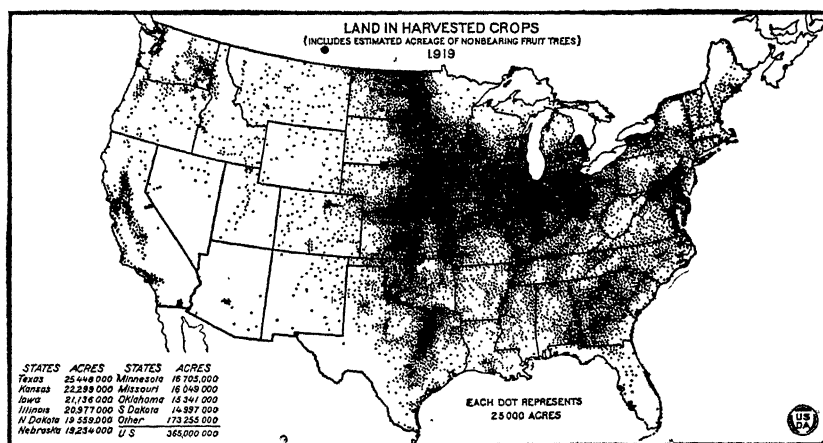 LAND IN HARVESTED CROPS
(INCLUDES ESTIMATED ACREAGE OF NONBEARING FRUIT TREES)
1919
STATES ACRES STATES ACRES
Texas 25 448 000 Minnesota 16 705,000
Kansas 22,299 000 Missouri 16 049 000
Iowa 21,136 000 Oklahoma 15 341 000
Illinois 20,977 000 S Dakota 14 997 000
N Dakota 19 559 000 Other 173 255 000
Nebraska 19,234 000 U S 365,000 000
EACH DOT REPRESENTS
25 000 ACRES
US
DA